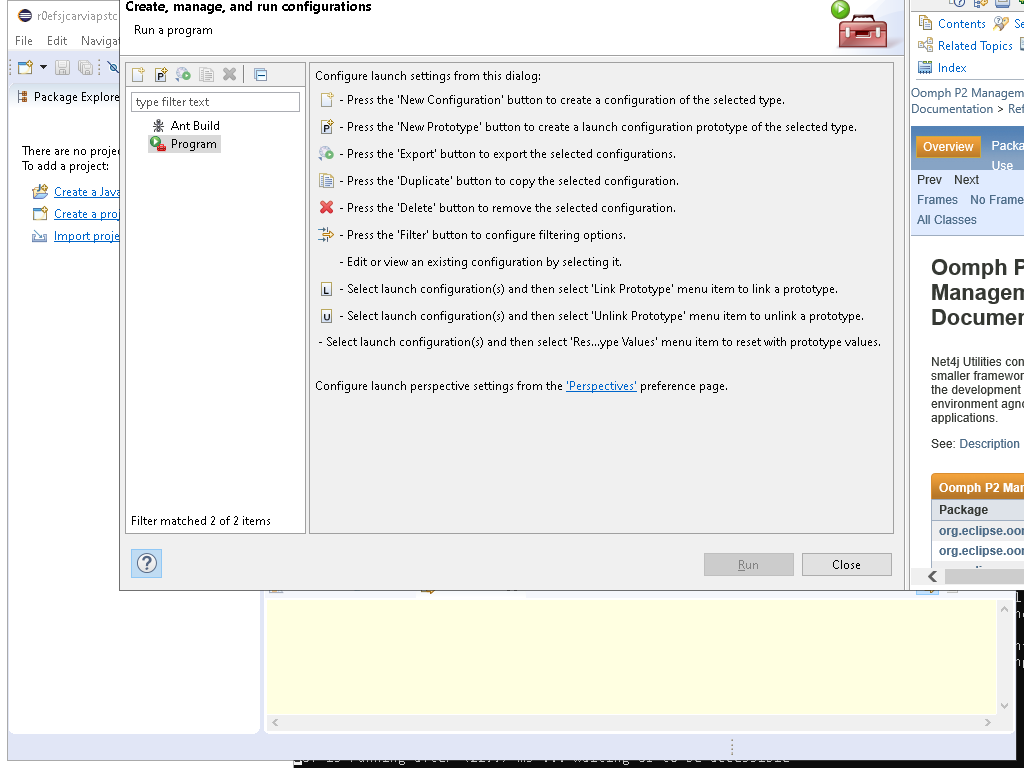 r0efsjcarviapstc
File Edit Navigat
Package Explore
There are no projec
To add a project:
Create a Java
Create a proj
Import proje
Create, manage, and run configurations
Run a program
type filter text
Ant Build
Program
Filter matched 2 of 2 items
Configure launch settings from this dialog:
- Press the 'New Configuration' button to create a configuration of the selected type.
- Press the 'New Prototype' button to create a launch configuration prototype of the selected type.
- Press the 'Export' button to export the selected configurations.
- Press the 'Duplicate' button to copy the selected configuration.
- Press the 'Delete' button to remove the selected configuration.
- Press the 'Filter' button to configure filtering options.
- Edit or view an existing configuration by selecting it.
- Select launch configuration(s) and then select 'Link Prototype' menu item to link a prototype.
- Select launch configuration(s) and then select 'Unlink Prototype' menu item to unlink a prototype.
- Select launch configuration(s) and then select 'Res...ype Values' menu item to reset with prototype values.
Configure launch perspective settings from the 'Perspectives' preference page.
Run Close
Contents Se
Related Topics
Index
Oomph P2 Managem
Documentation > Ref
Overview Packa
Use
Prev Next
Frames No Frame
All Classes
Oomph P
Managem
Documen
Net4j Utilities con
smaller framewor
the development
environment agno
applications.
See: Description
Oomph P2 Man
Package
org.eclipse.oom
org.eclipse.oom